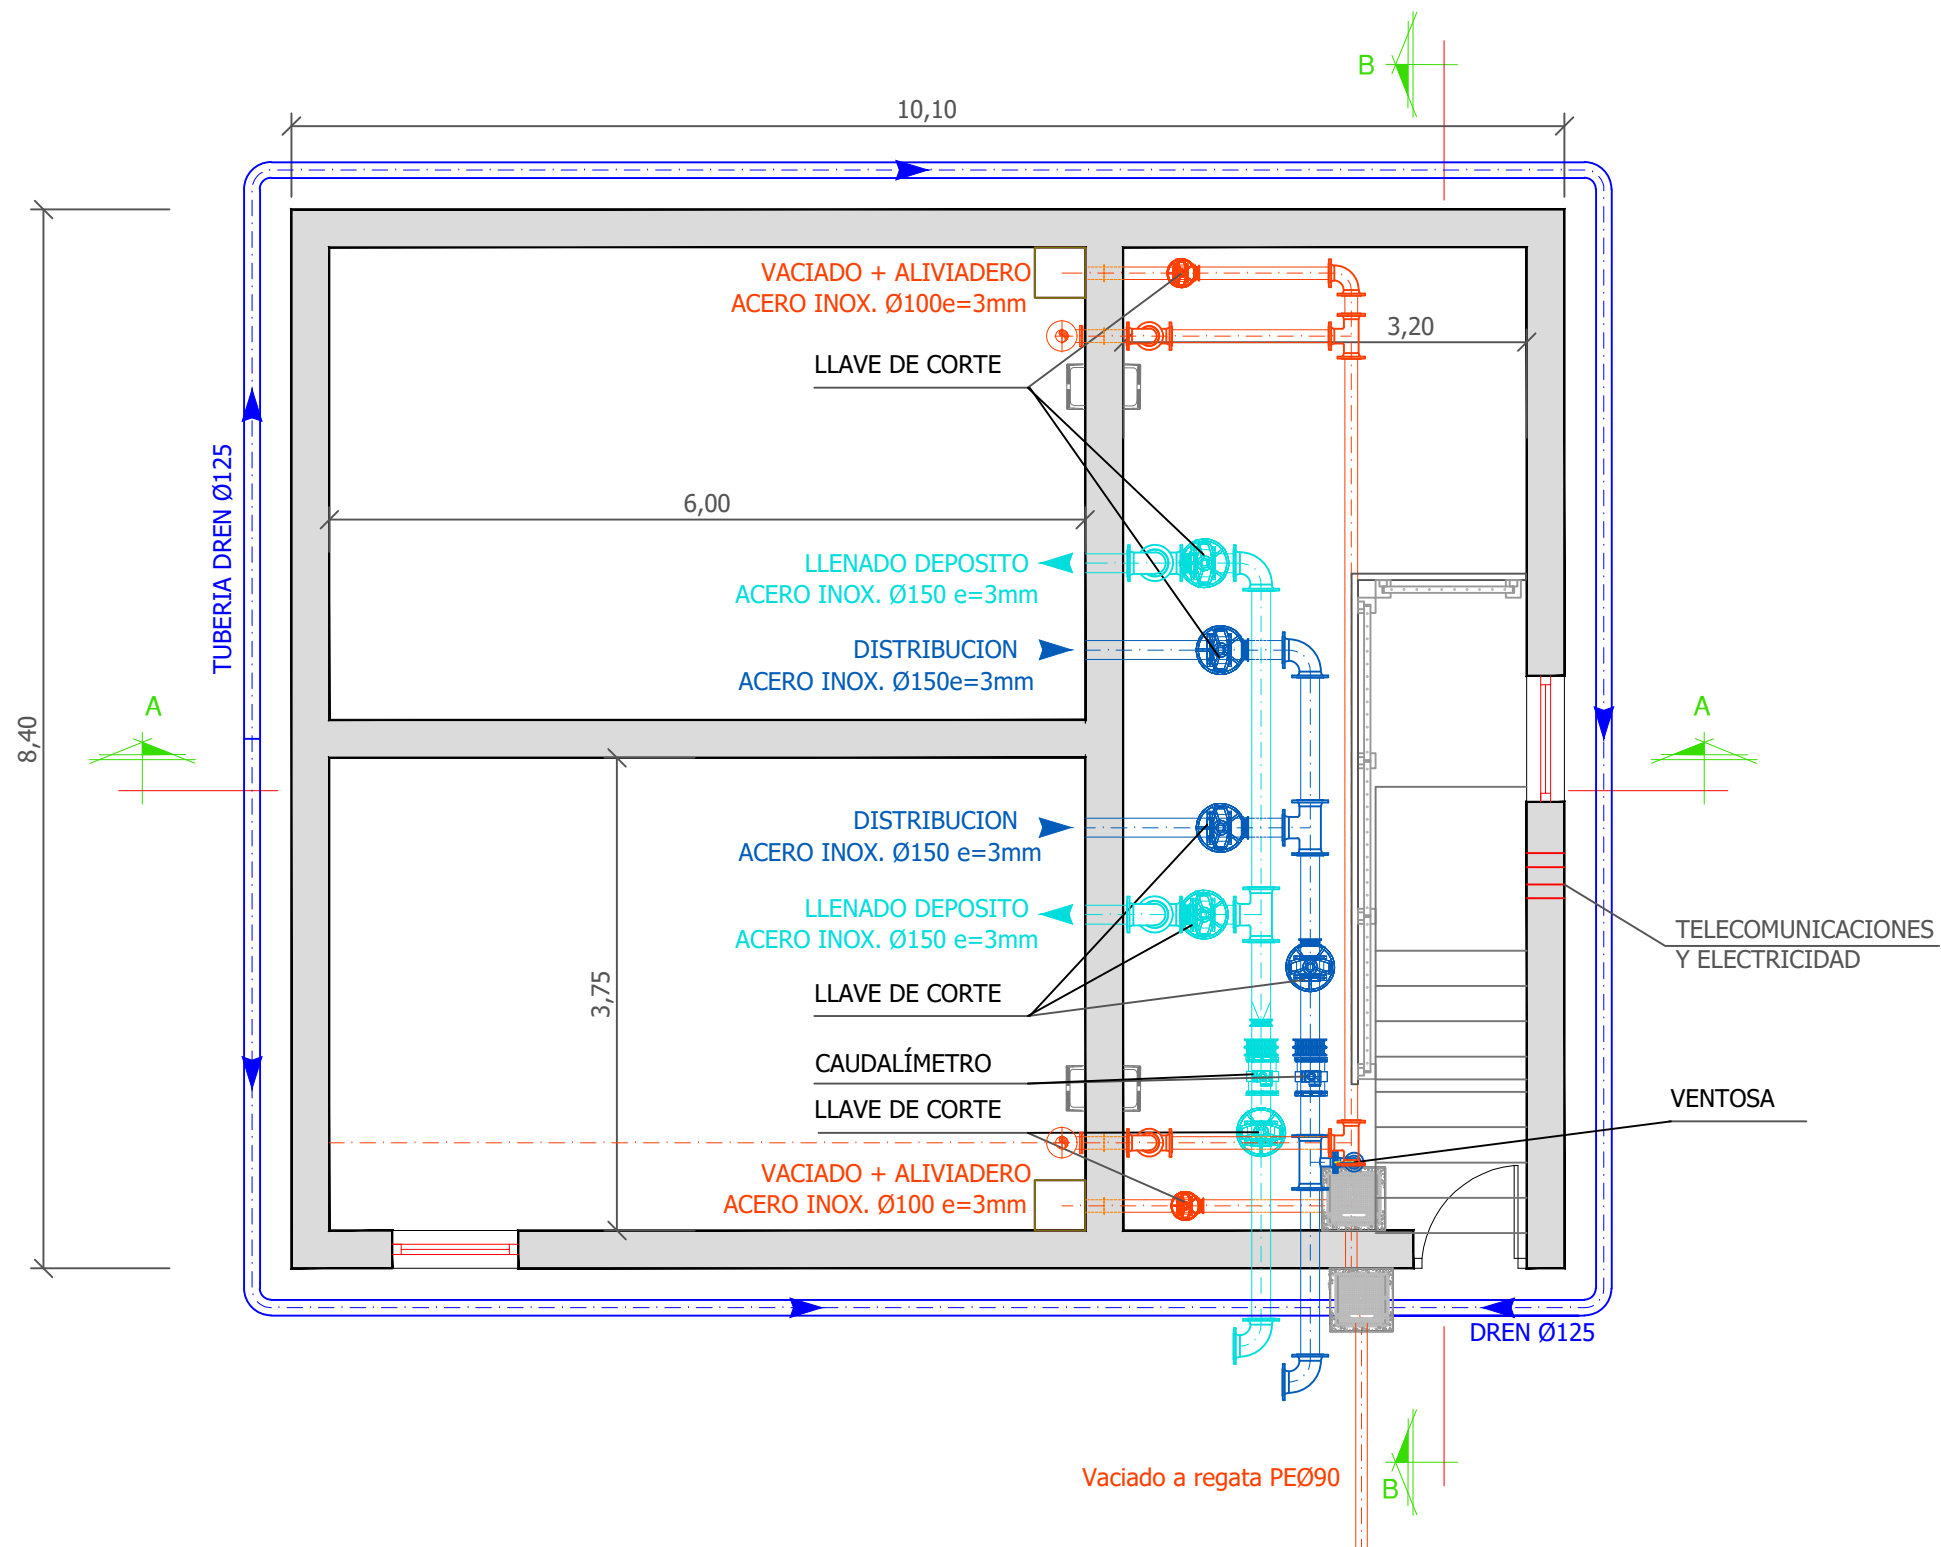 B
10,10
VACIADO + ALIVIADERO
ACERO INOX. Ø100e=3mm
3,20
LLAVE DE CORTE
TUBERIA DREN Ø125
6,00
LLENADO DEPOSITO
ACERO INOX. Ø150 e=3mm
DISTRIBUCION
ACERO INOX. Ø150e=3mm
A
A
8,40
DISTRIBUCION
ACERO INOX. Ø150 e=3mm
LLENADO DEPOSITO
ACERO INOX. Ø150 e=3mm
TELECOMUNICACIONES
Y ELECTRICIDAD
3,75
LLAVE DE CORTE
CAUDALÍMETRO
LLAVE DE CORTE
VENTOSA
VACIADO + ALIVIADERO
ACERO INOX. Ø100 e=3mm
DREN Ø125
Vaciado a regata PEØ90
B